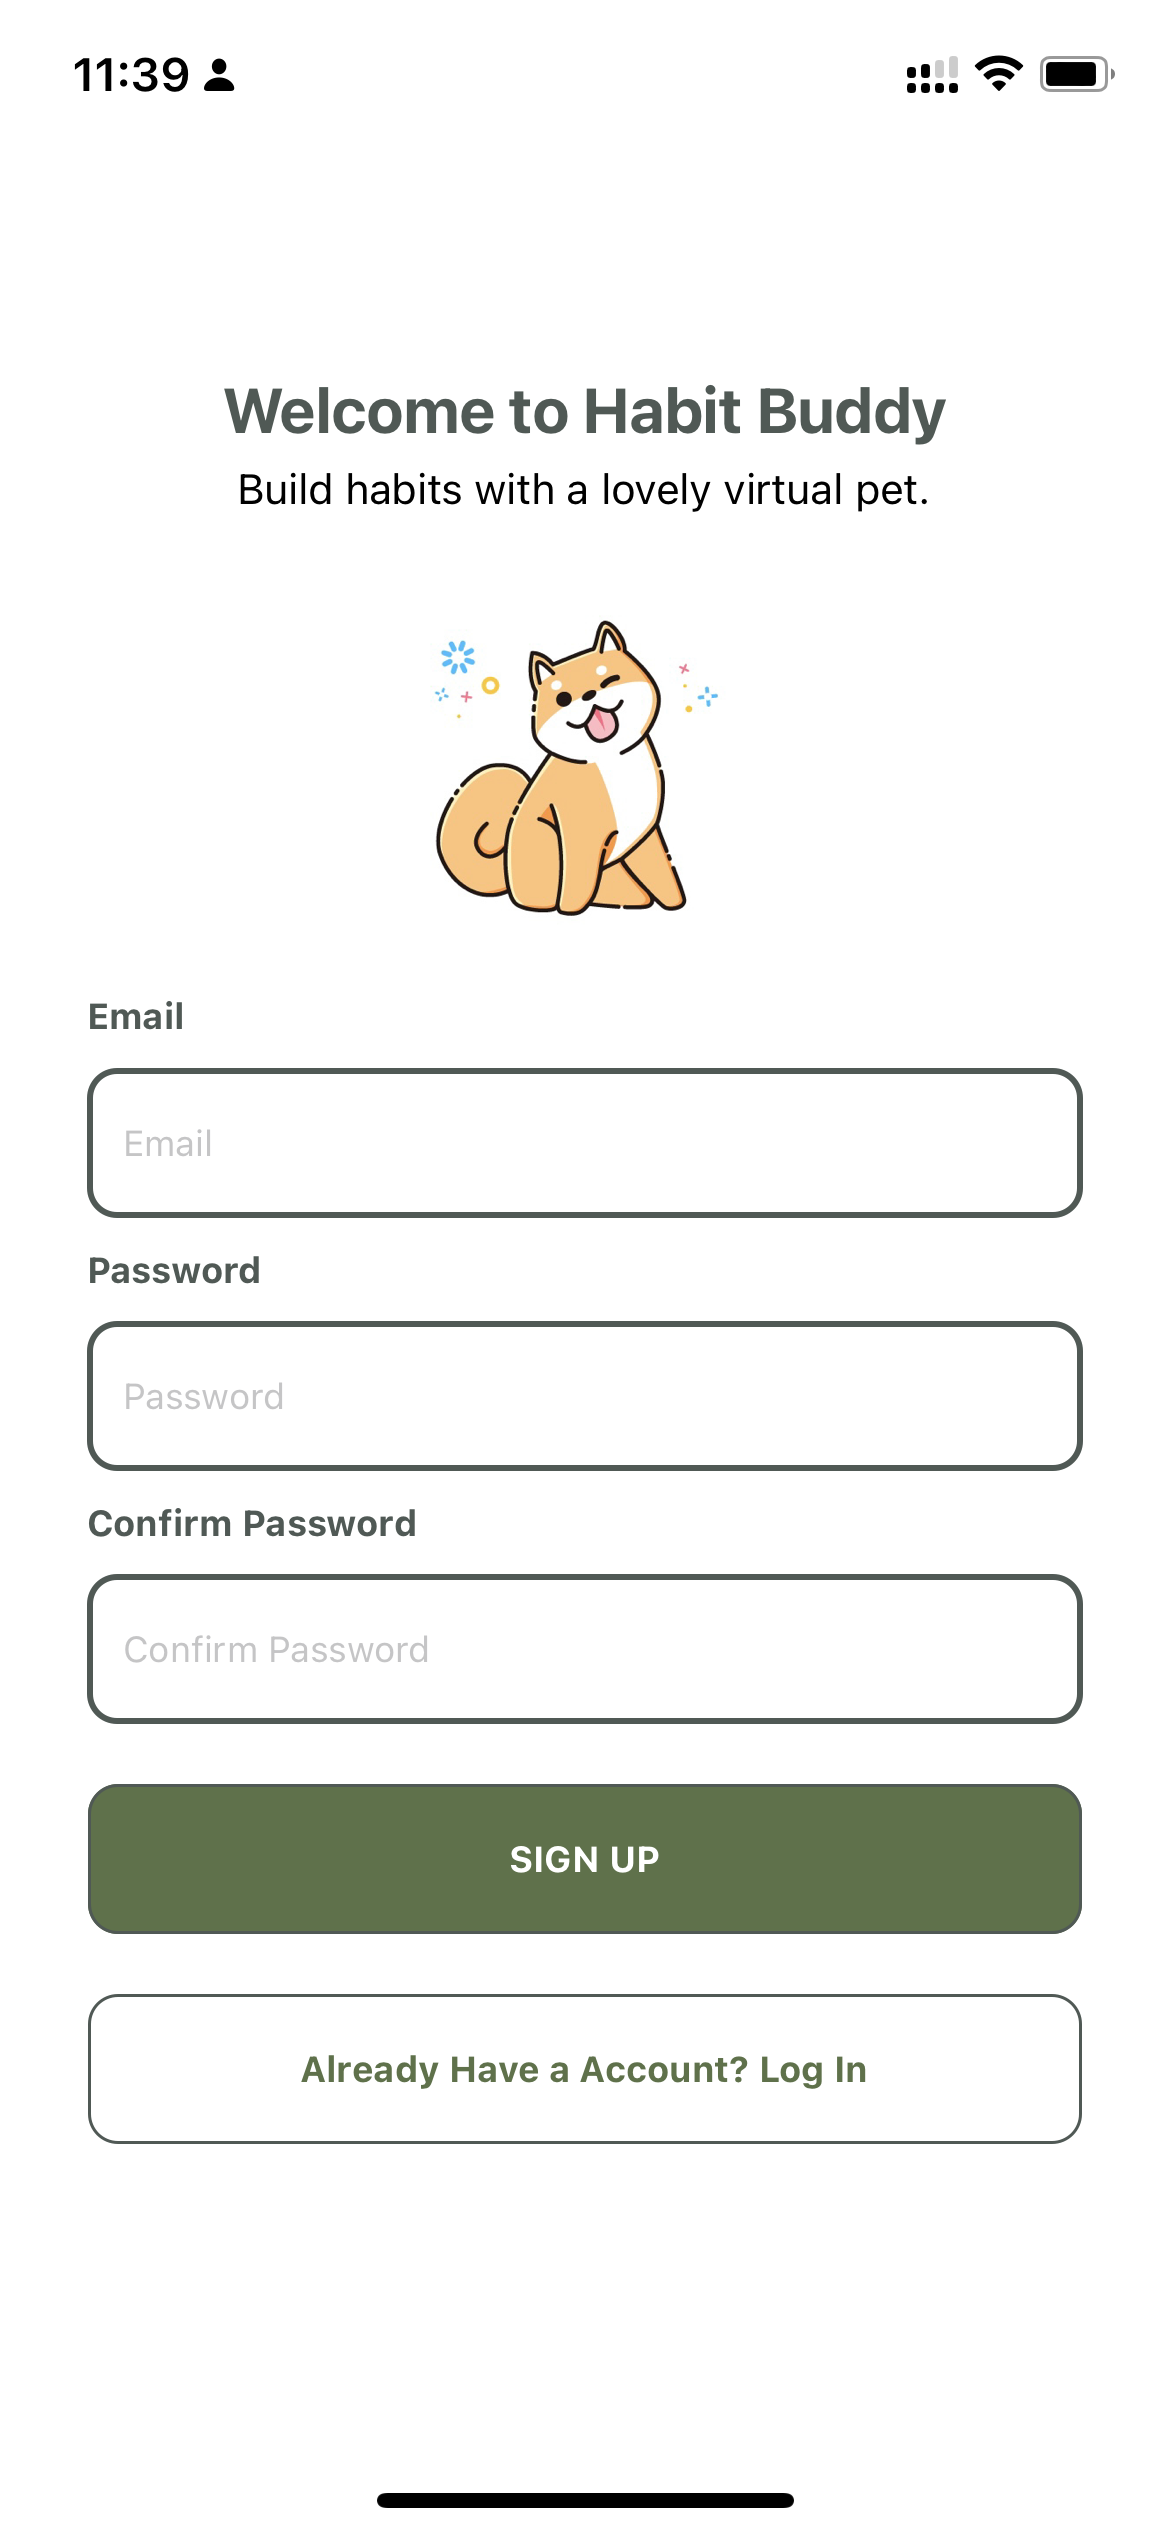 11:39
Welcome to Habit Buddy
Build habits with a lovely virtual pet.
Email
Email
Password
Password
Confirm Password
Confirm Password
SIGN UP
Already Have a Account? Log In